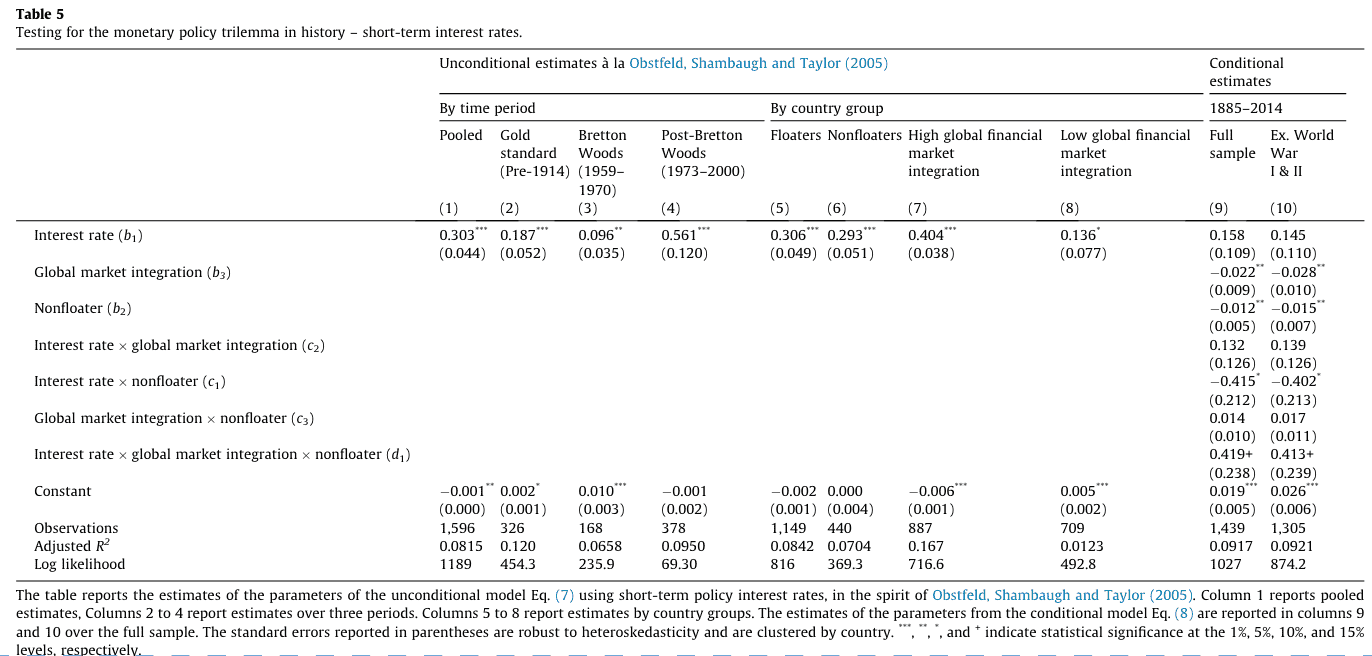 Table 5
Testing for the monetary policy trilemma in history – short-term interest rates.
Unconditional estimates à la Obstfeld, Shambaugh and Taylor (2005) Conditional estimates
By time period By country group 1885–2014
Pooled Gold standard (Pre-1914) Bretton Woods (1959–1970) Post-Bretton Woods (1973–2000) Floaters Nonfloaters High global financial market integration Low global financial market integration Full sample Ex. World War I & II
(1) (2) (3) (4) (5) (6) (7) (8) (9) (10)
Interest rate (b1) 0.303*** 0.187*** 0.096** 0.561*** 0.306*** 0.293*** 0.404*** 0.136* 0.158 0.145
(0.044) (0.052) (0.035) (0.120) (0.049) (0.051) (0.038) (0.077) (0.109) (0.110)
Global market integration (b3) −0.022** −0.028**
(0.009) (0.010)
Nonfloater (b2) −0.012** −0.015**
(0.005) (0.007)
Interest rate × global market integration (c2) 0.132 0.139
(0.126) (0.126)
Interest rate × nonfloater (c1) −0.415* −0.402*
(0.212) (0.213)
Global market integration × nonfloater (c3) 0.014 0.017
(0.010) (0.011)
Interest rate × global market integration × nonfloater (d1) 0.419+ 0.413+
(0.238) (0.239)
Constant −0.001** 0.002* 0.010*** −0.001 −0.002 0.000 −0.006*** 0.005*** 0.019*** 0.026***
(0.000) (0.001) (0.003) (0.002) (0.001) (0.004) (0.001) (0.002) (0.005) (0.006)
Observations 1,596 326 168 378 1,149 440 887 709 1,439 1,305
Adjusted R2 0.0815 0.120 0.0658 0.0950 0.0842 0.0704 0.167 0.0123 0.0917 0.0921
Log likelihood 1189 454.3 235.9 69.30 816 369.3 716.6 492.8 1027 874.2
The table reports the estimates of the parameters of the unconditional model Eq. (7) using short-term policy interest rates, in the spirit of Obstfeld, Shambaugh and Taylor (2005). Column 1 reports pooled
estimates, Columns 2 to 4 report estimates over three periods. Columns 5 to 8 report estimates by country groups. The estimates of the parameters from the conditional model Eq. (8) are reported in columns 9
and 10 over the full sample. The standard errors reported in parentheses are robust to heteroskedasticity and are clustered by country. ***, **, *, and + indicate statistical significance at the 1%, 5%, 10%, and 15%
levels, respectively.